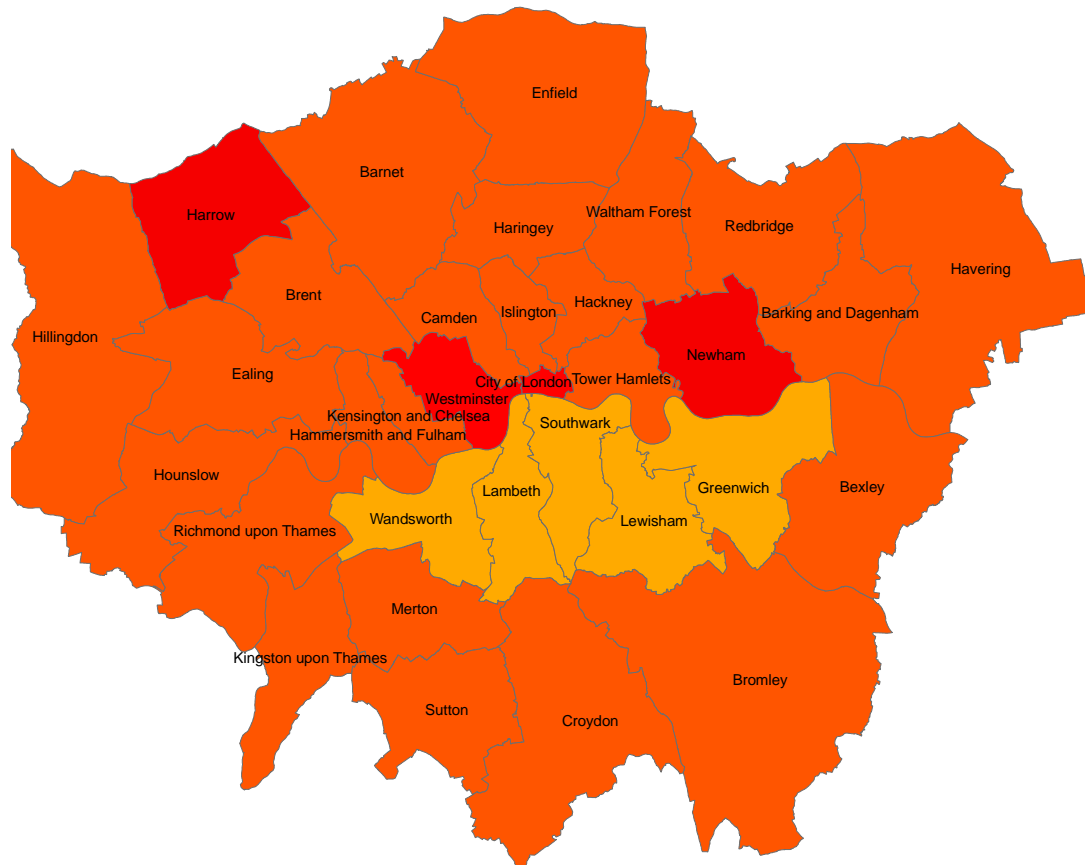 Enfield
Barnet
Harrow
Waltham Forest
Haringey
Redbridge
Havering
Brent
Hackney
Islington
Camden
Barking and Dagenham
Hillingdon
Newham
Ealing
Tower Hamlets
City of London
Westminster
Kensington and Chelsea
Southwark
Hammersmith and Fulham
Hounslow
Bexley
Greenwich
Lambeth
Wandsworth
Lewisham
Richmond upon Thames
Merton
Kingston upon Thames
Bromley
Sutton
Croydon